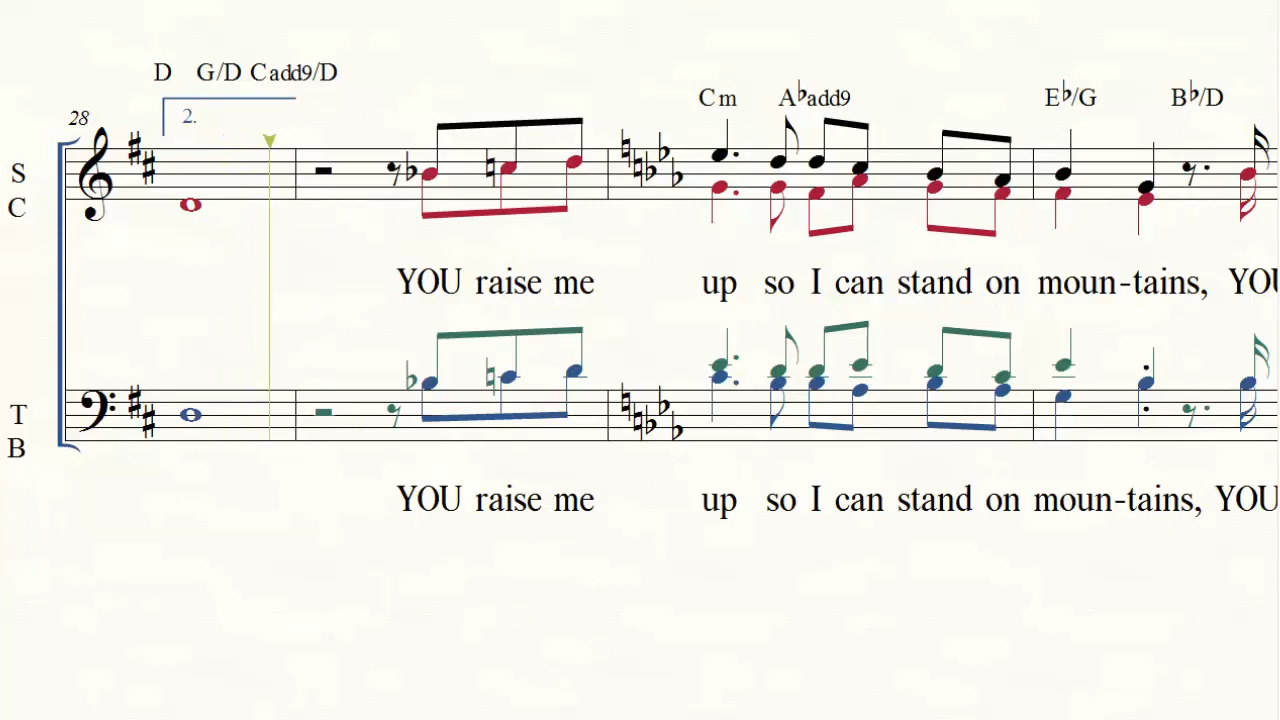 D G/D Cadd9/D
Cm A♭add9 E♭/G B♭/D
28 2.
S
C
YOU raise me up so I can stand on moun-tains, YOU
T
B
YOU raise me up so I can stand on moun-tains, YOU